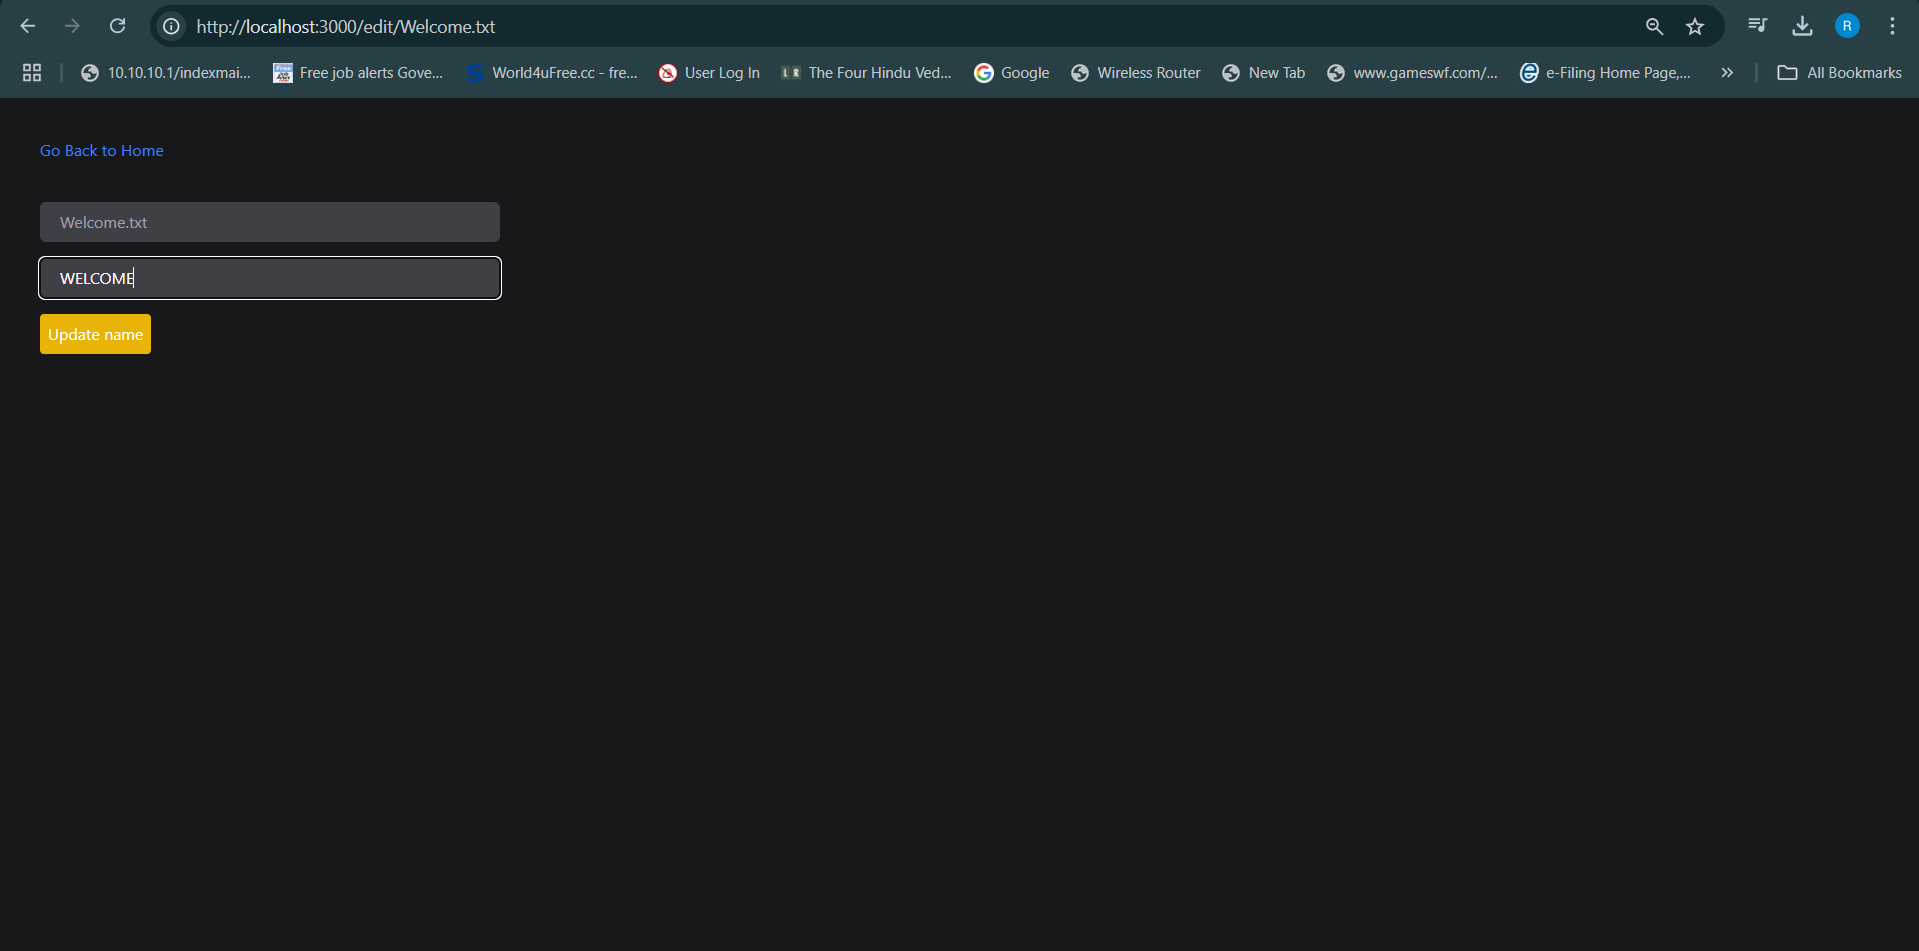 http://localhost:3000/edit/Welcome.txt
R
10.10.10.1/indexmai... Free job alerts Gove... World4uFree.cc - fre... User Log In The Four Hindu Ved... Google Wireless Router New Tab www.gameswf.com/... e-Filing Home Page,... All Bookmarks
Go Back to Home
Welcome.txt
WELCOME
Update name